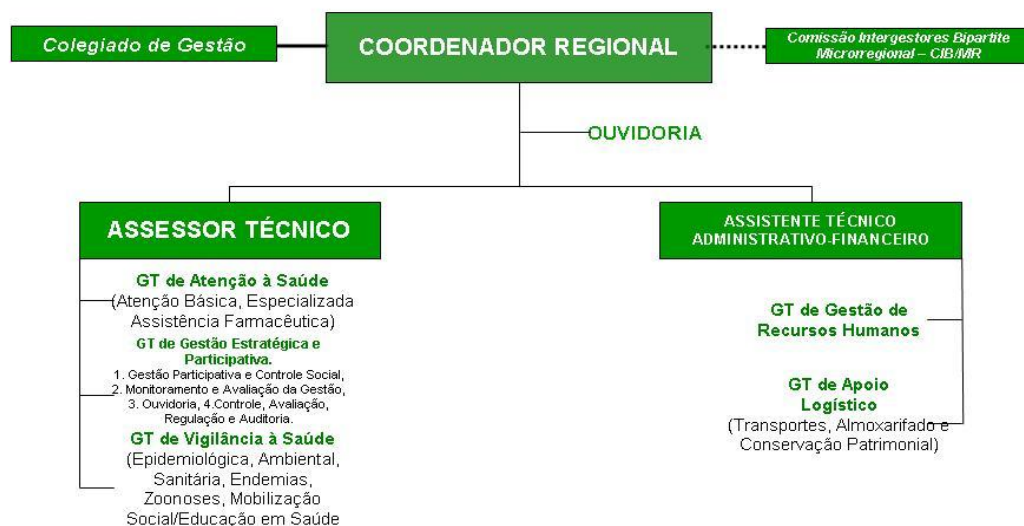 Colegiado de Gestão
COORDENADOR REGIONAL
Comissão Intergestores Bipartite
Microrregional – CIB/MR
OUVIDORIA
ASSESSOR TÉCNICO
GT de Atenção à Saúde
(Atenção Básica, Especializada
Assistência Farmacêutica)
GT de Gestão Estratégica e
Participativa.
1. Gestão Participativa e Controle Social,
2. Monitoramento e Avaliação da Gestão,
3. Ouvidoria, 4.Controle, Avaliação,
Regulação e Auditoria.
GT de Vigilância à Saúde
(Epidemiológica, Ambiental,
Sanitária, Endemias,
Zoonoses, Mobilização
Social/Educação em Saúde
ASSISTENTE TÉCNICO
ADMINISTRATIVO-FINANCEIRO
GT de Gestão de
Recursos Humanos
GT de Apoio
Logístico
(Transportes, Almoxarifado e
Conservação Patrimonial)